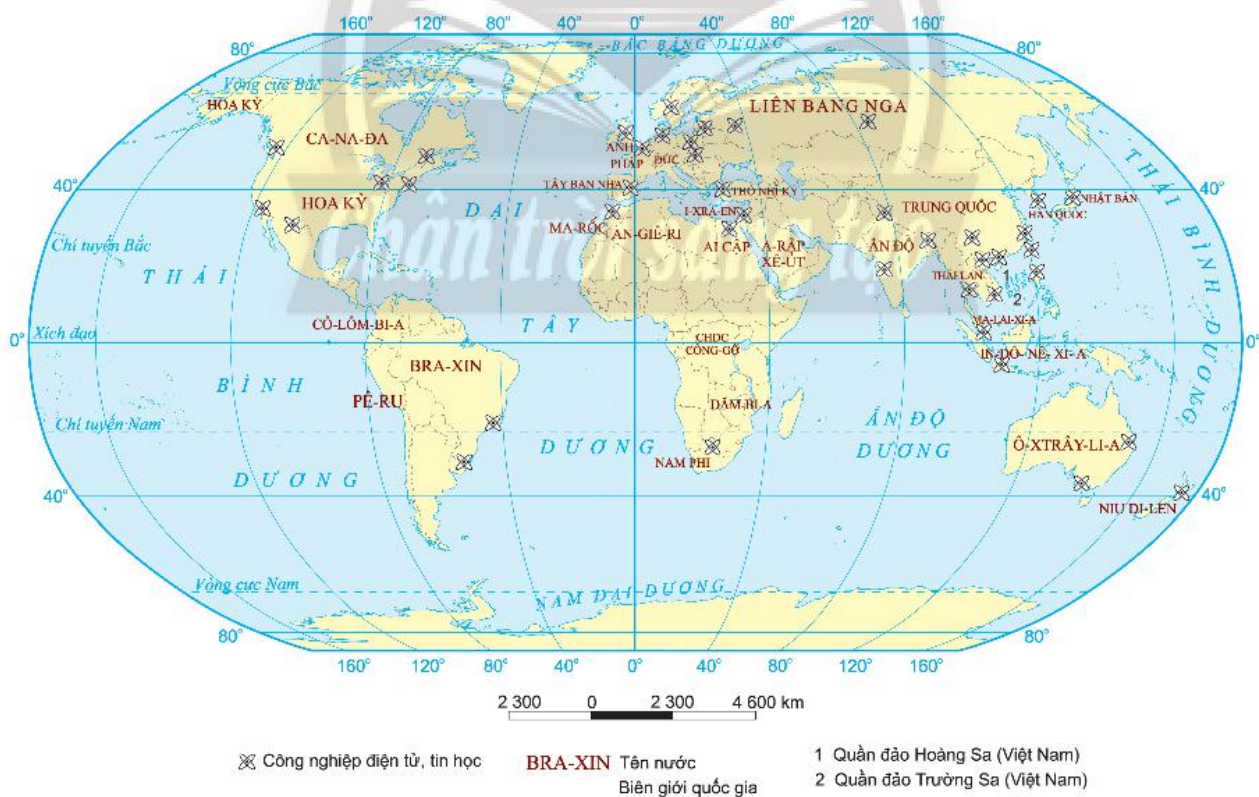 160° 120° 80° 40° 0° 40° 80° 120° 160°
BẮC BĂNG DƯƠNG
80° 80°
Vòng cực Bắc
HOA KỲ
LIÊN BANG NGA
CA-NA-ĐA
ANH
PHÁP
ĐỨC
40° 40°
TÂY BAN NHA
THỔ NHĨ KỲ
HOA KỲ
ĐẠI
I-XRA-EN
TRUNG QUỐC
HÀN QUỐC
NHẬT BẢN
THÁI BÌNH DƯƠNG
MA-RỐC
AN-GIÊ-RI
AI CẬP
A-RẬP
XÊ-ÚT
ẤN ĐỘ
Chí tuyến Bắc
Chân trời sáng tạo
THÁI
THÁI LAN
1
2
MA-LAI-XI-A
CÔ-LÔM-BI-A
TÂY
Xích đạo
0° 0°
CHDC
CÔNG-GÔ
IN-ĐÔ-NÊ-XI-A
BRA-XIN
BÌNH
PÊ-RU
DĂM-BI-A
Chí tuyến Nam
DƯƠNG
ẤN ĐỘ
DƯƠNG
Ô-XTRÂY-LI-A
NAM PHI
DƯƠNG
40° 40°
NIU DI-LEN
Vòng cực Nam
NAM ĐẠI DƯƠNG
80° 80°
160° 120° 80° 40° 0° 40° 80° 120° 160°
2 300 0 2 300 4 600 km
Công nghiệp điện tử, tin học
BRA-XIN Tên nước
Biên giới quốc gia
1 Quần đảo Hoàng Sa (Việt Nam)
2 Quần đảo Trường Sa (Việt Nam)